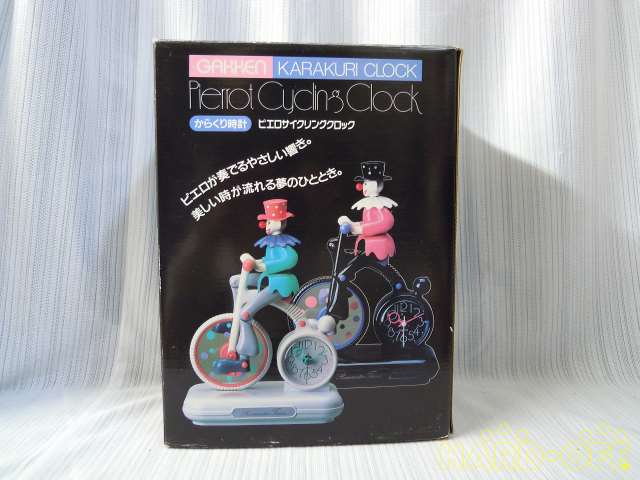 GAKKEN KARAKURI CLOCK
Pierrot Cycling Clock
からくり時計 ピエロサイクリングクロック
ピエロが奏でるやさしい響き。
美しい時が流れる夢のひととき。